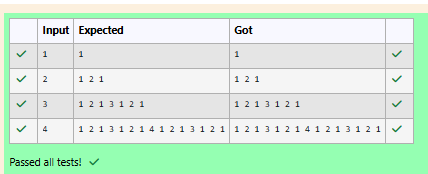 Input Expected Got
1 1 1
2 1 2 1 1 2 1
3 1 2 1 3 1 2 1 1 2 1 3 1 2 1
4 1 2 1 3 1 2 1 4 1 2 1 3 1 2 1 1 2 1 3 1 2 1 4 1 2 1 3 1 2 1
Passed all tests!